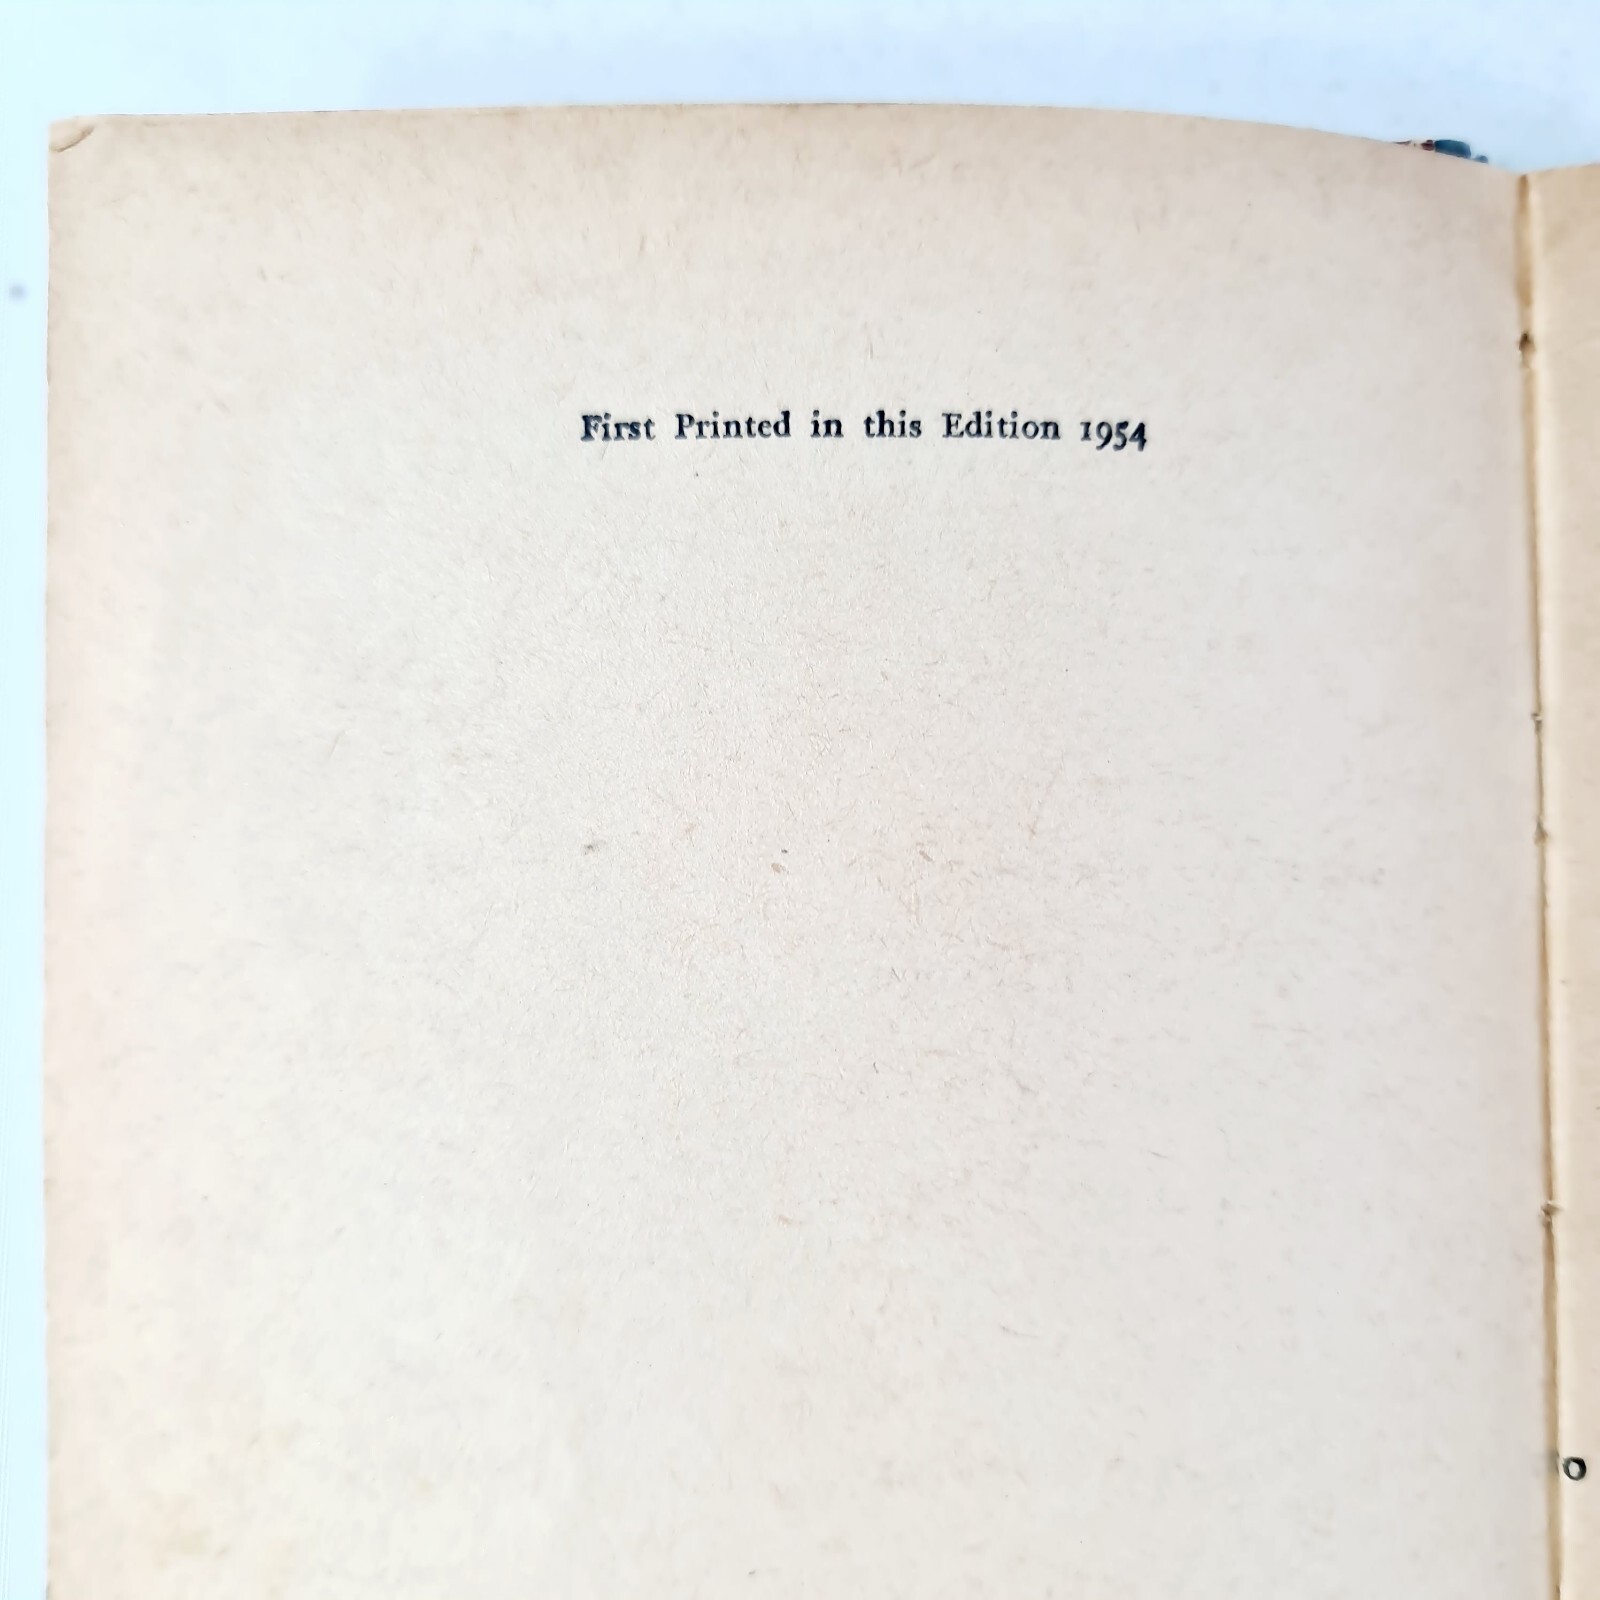 First Printed in this Edition 1954